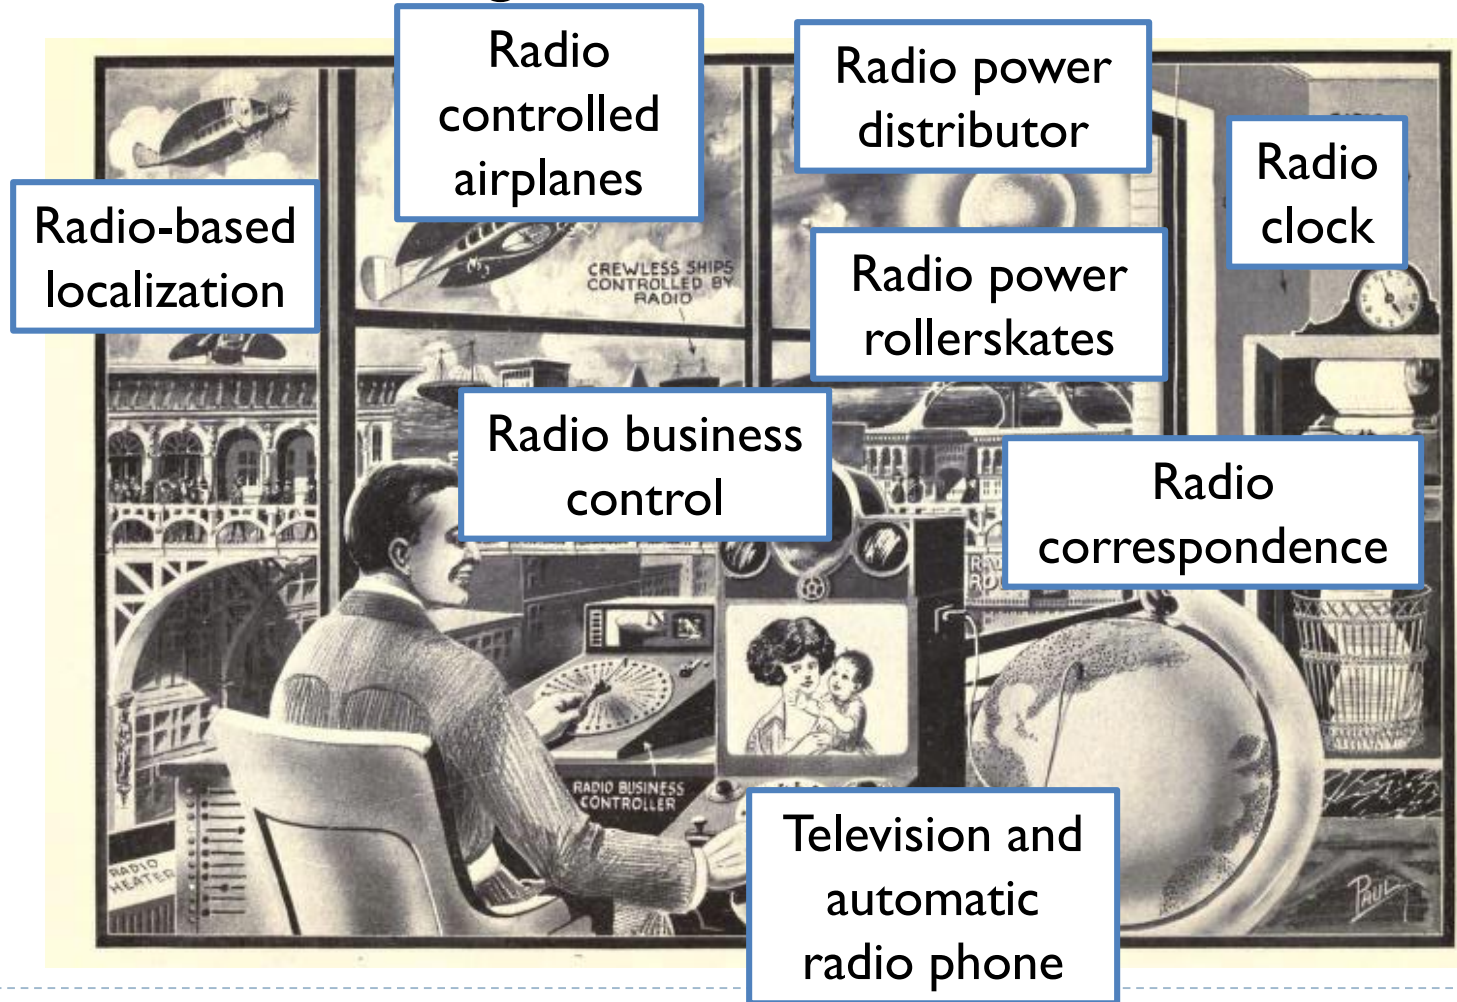 Radio
controlled
airplanes
Radio power
distributor
Radio
clock
Radio-based
localization
Radio power
rollerskates
CREWLESS SHIPS
CONTROLLED BY
RADIO
Radio business
control
Radio
correspondence
RADIO BUSINESS
CONTROLLER
Television and
automatic
radio phone
RADIO
HEATER
PAUL